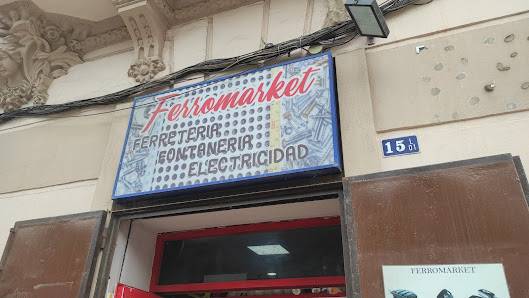 Ferromarket
FERRETERIA
FONTANERIA
ELECTRICIDAD
15
FERROMARKET